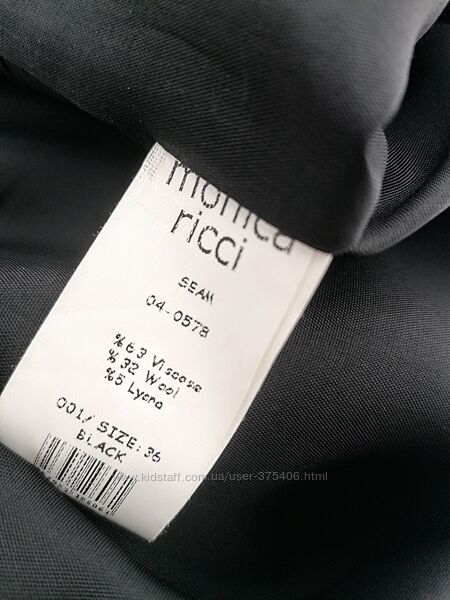 monica
ricci
SEAM
04-0578
%63 Viscose
%32 Wool
%5 Lycra
001/ SIZE: 36
BLACK
www.kidstaff.com.ua/user-375406.html